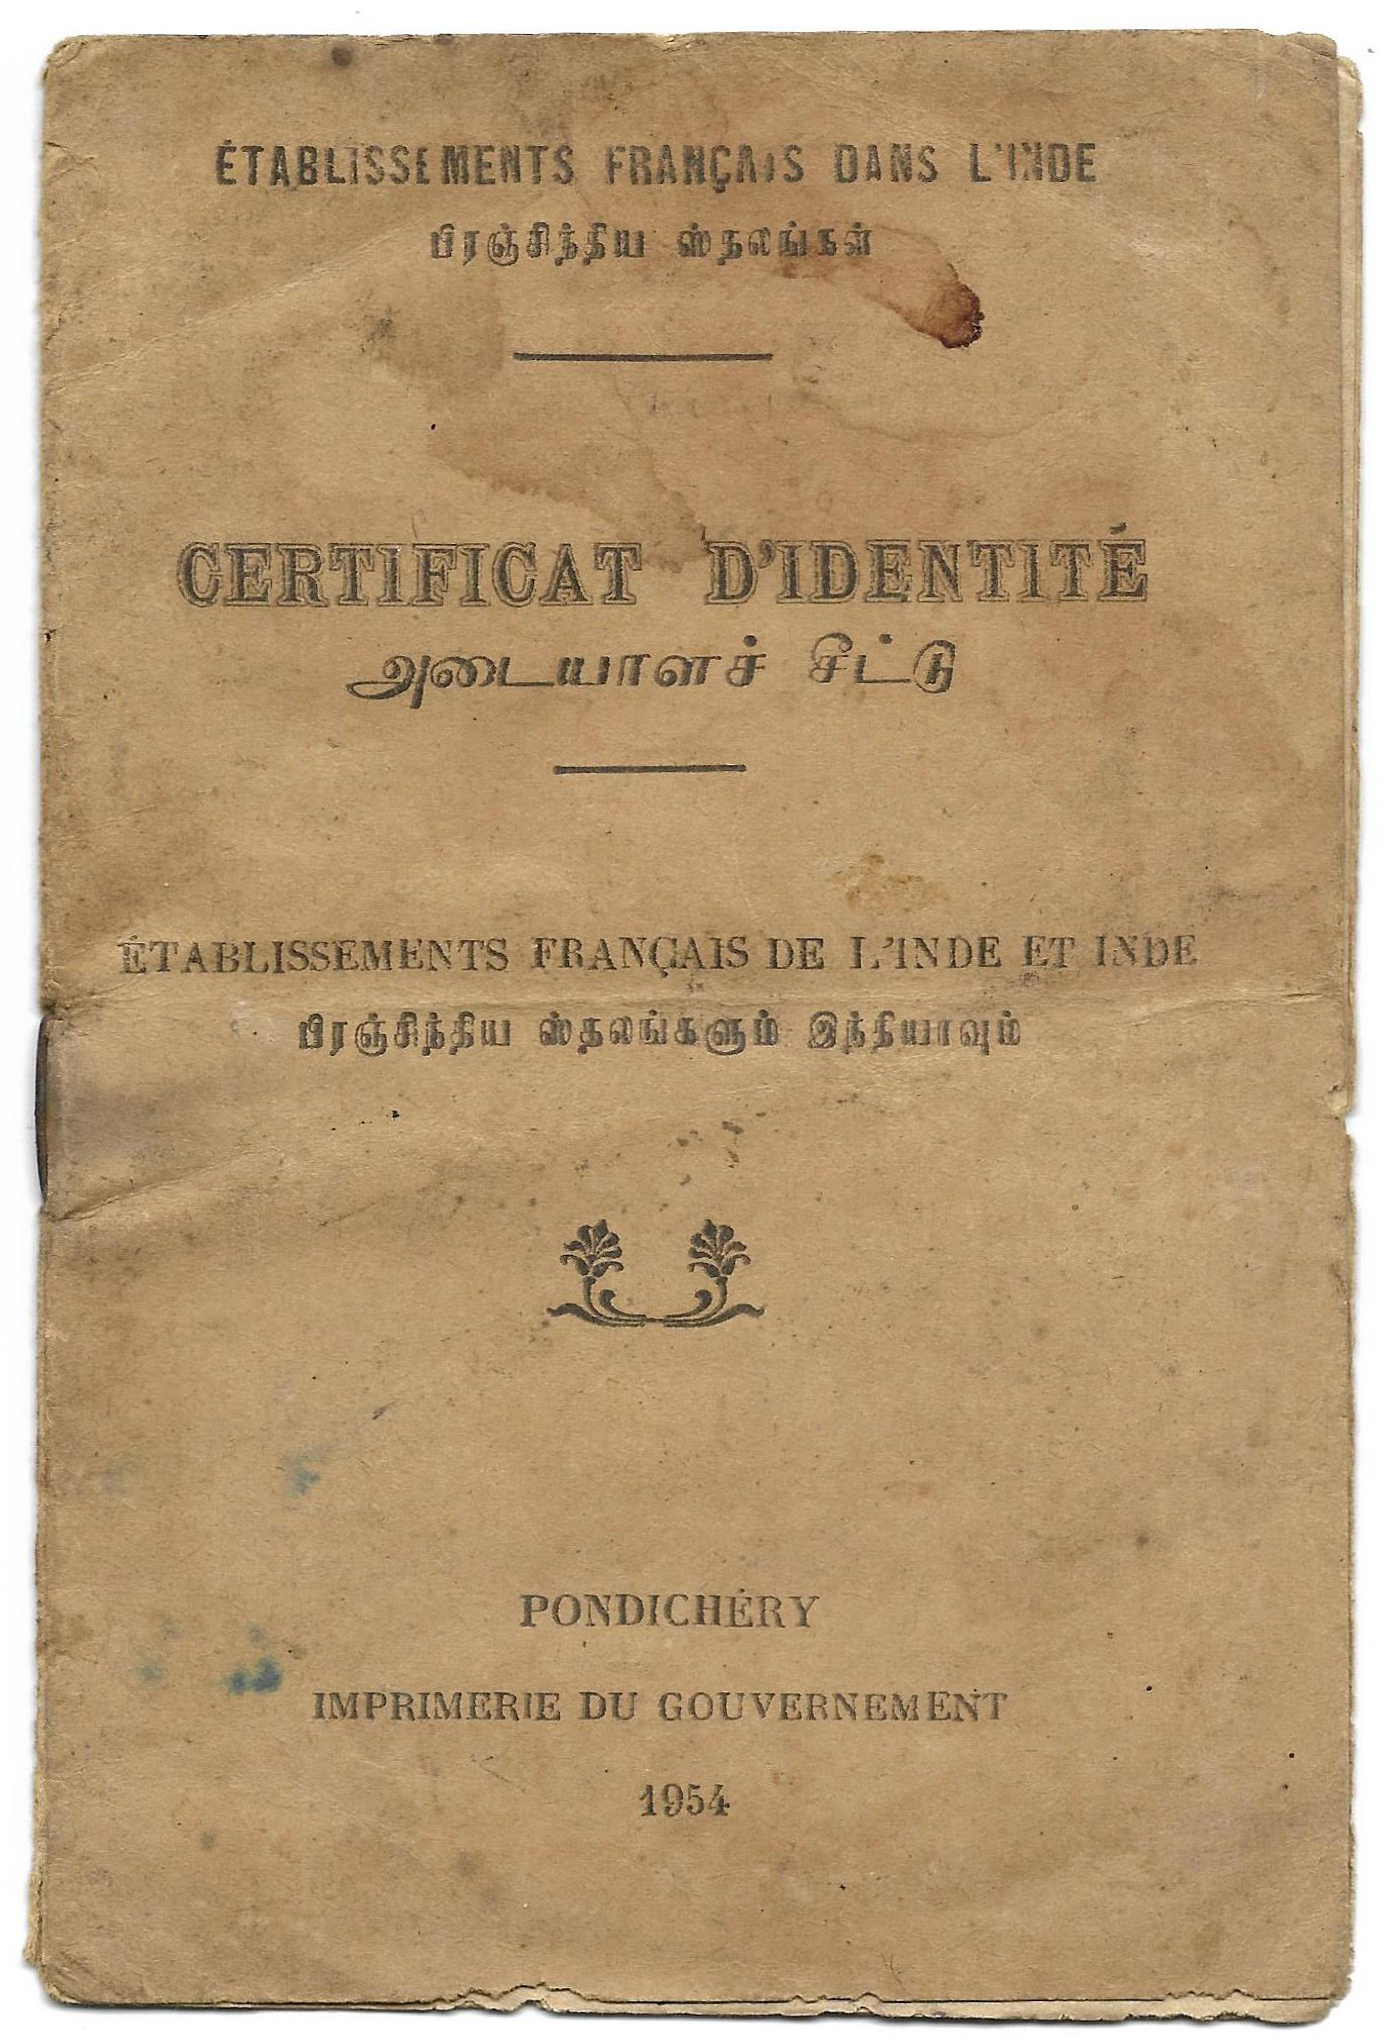 ÉTABLISSEMENTS FRANÇAIS DANS L'INDE
பிரஞ்சிந்திய ஸ்தலங்கள்
CERTIFICAT D'IDENTITÉ
அடையாளச் சீட்டு
ÉTABLISSEMENTS FRANÇAIS DE L'INDE ET INDE
பிரஞ்சிந்திய ஸ்தலங்களும் இந்தியாவும்
PONDICHÉRY
IMPRIMERIE DU GOUVERNEMENT
1954